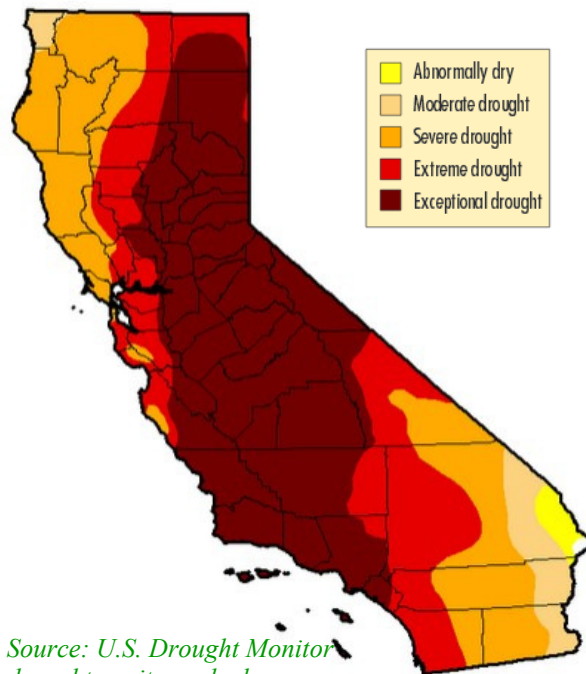 Abnormally dry
Moderate drought
Severe drought
Extreme drought
Exceptional drought
Source: U.S. Drought Monitor